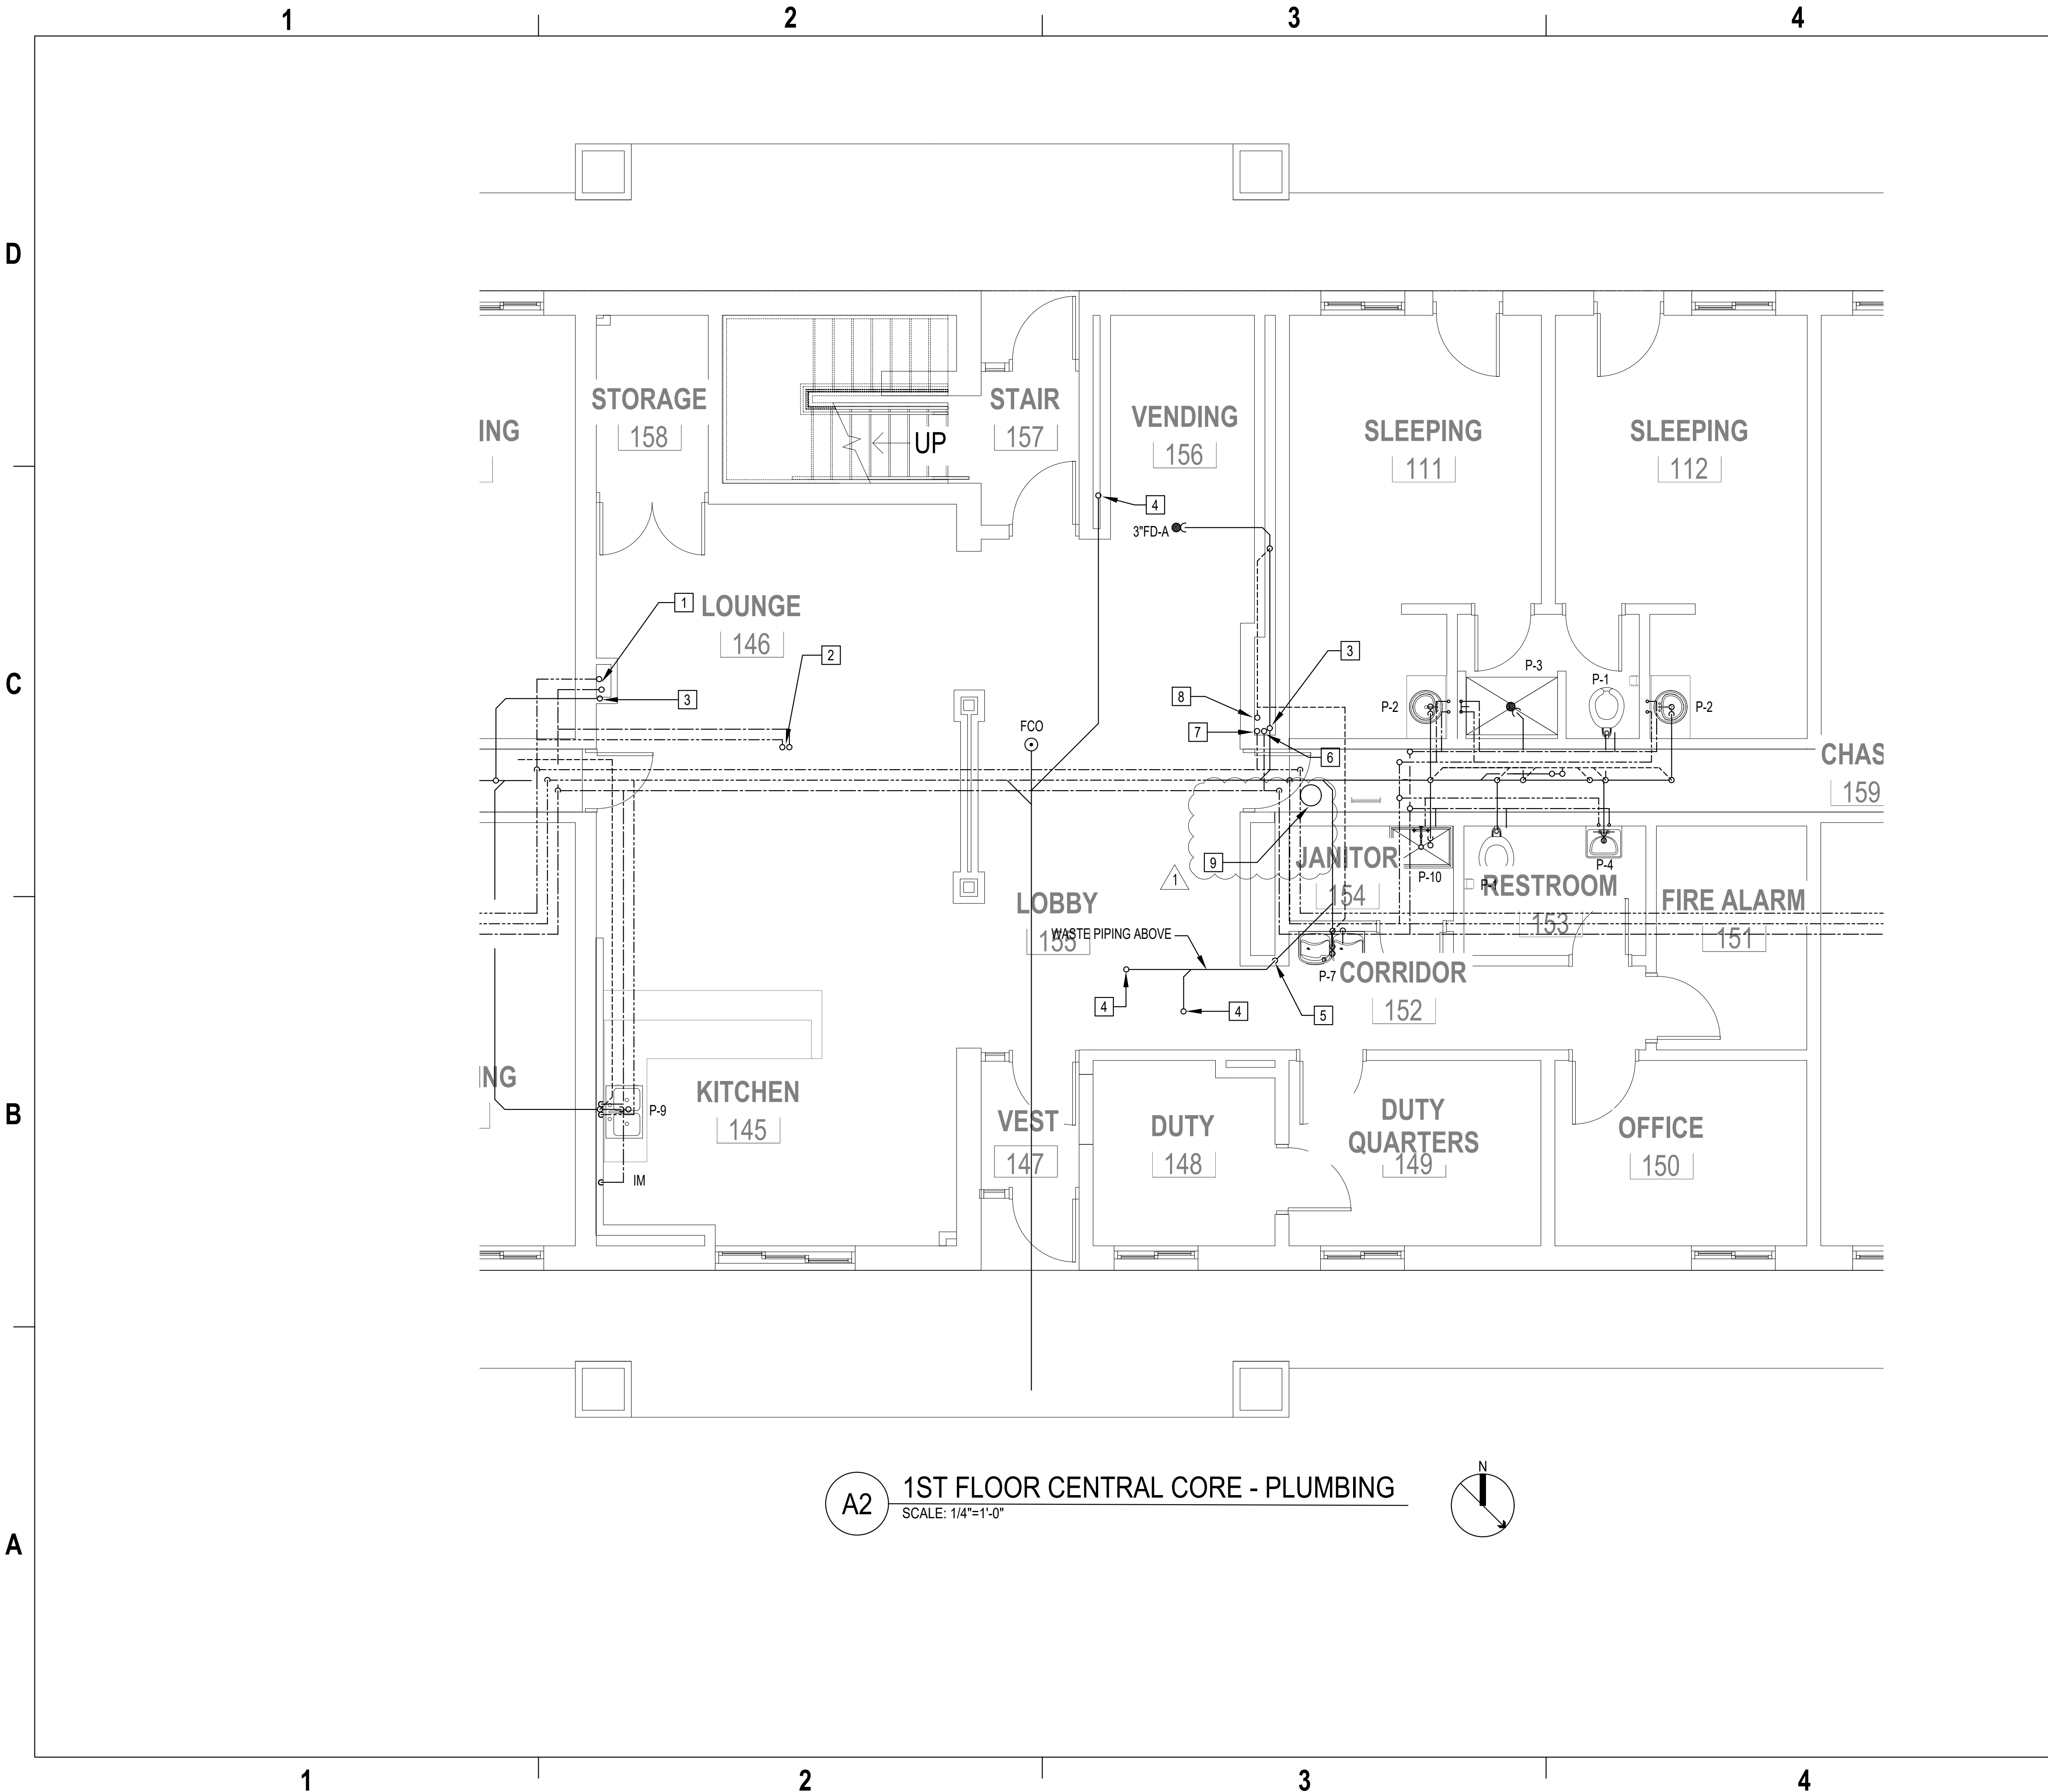 1 2 3 4
D
STORAGE
158
STAIR
157
UP
VENDING
156
ING
SLEEPING
111
SLEEPING
112
4
3"FD-A
LOUNGE
146
1
2
3
C
3
8
7
6
FCO
P-2
P-3
P-1
P-2
CHAS
159
9
1
JANITOR
154
P-10
P-1
P-4
RESTROOM
153
FIRE ALARM
151
LOBBY
155
WASTE PIPING ABOVE
P-7
CORRIDOR
152
4
4
5
B
NG
KITCHEN
145
P-9
IM
VEST
147
DUTY
148
DUTY
QUARTERS
149
OFFICE
150
A2
1ST FLOOR CENTRAL CORE - PLUMBING
SCALE: 1/4"=1'-0"
N
A
1 2 3 4